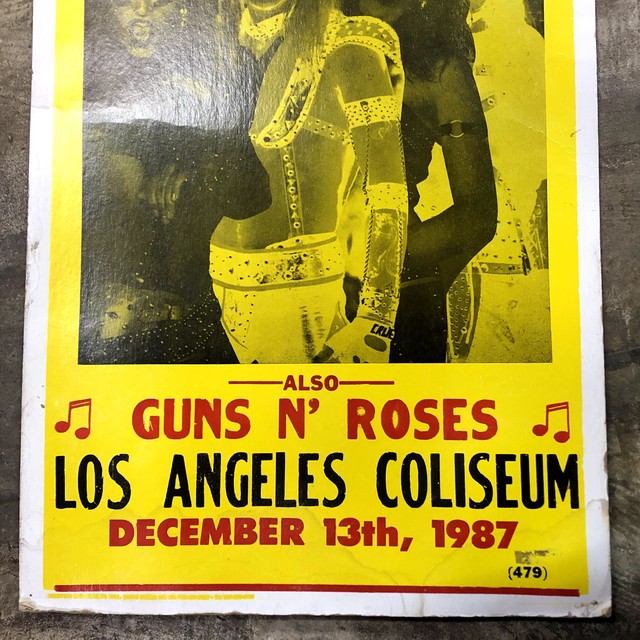 ALSO
GUNS N' ROSES
LOS ANGELES COLISEUM
DECEMBER 13th, 1987
(479)